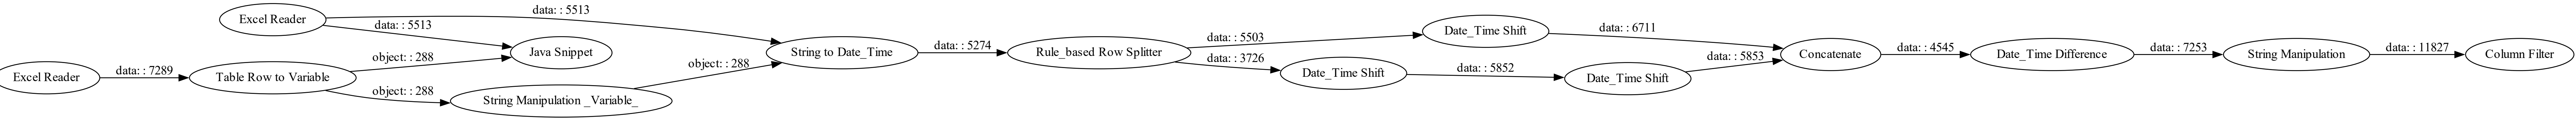 Excel Reader
data: : 5513
data: : 5513
Java Snippet
Excel Reader
data: : 7289
Table Row to Variable
object: : 288
object: : 288
String Manipulation _Variable_
object: : 288
String to Date_Time
data: : 5274
Rule_based Row Splitter
data: : 5503
data: : 3726
Date_Time Shift
Date_Time Shift
data: : 5852
Date_Time Shift
data: : 6711
data: : 5853
Concatenate
data: : 4545
Date_Time Difference
data: : 7253
String Manipulation
data: : 11827
Column Filter